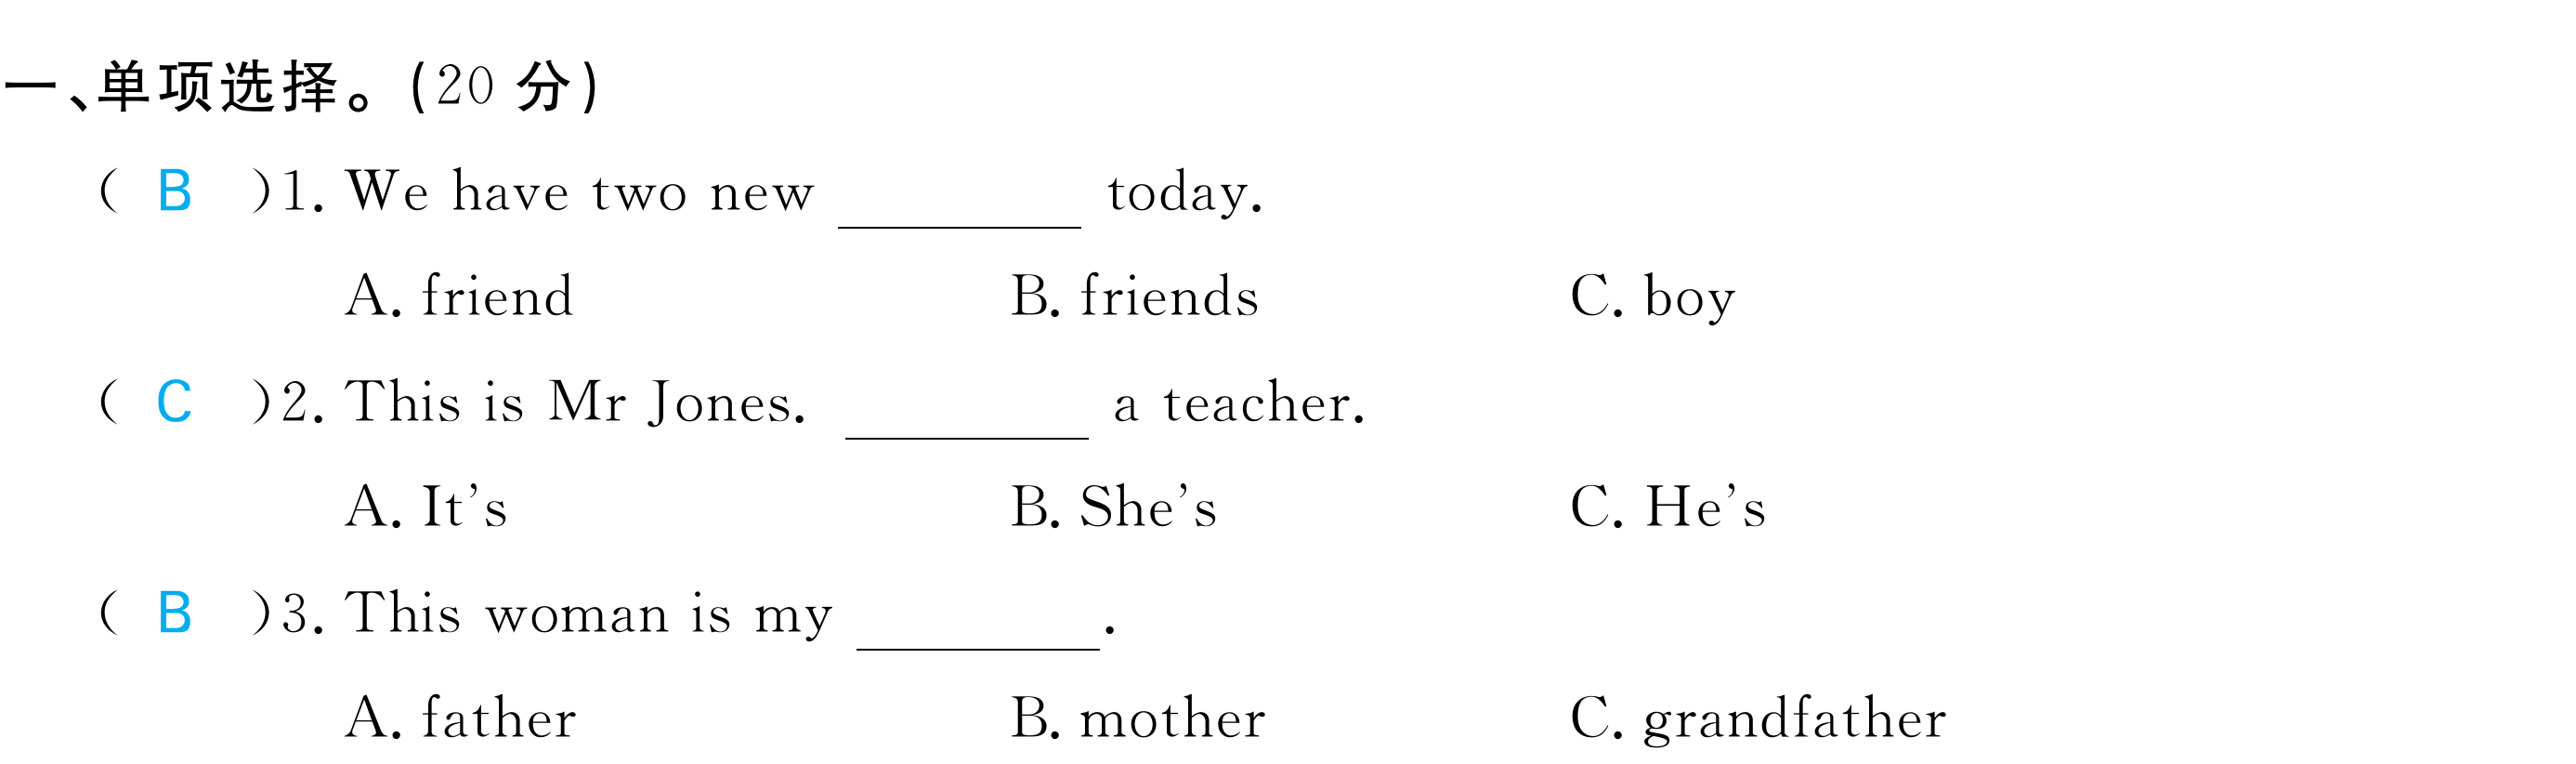 一、单项选择。(20 分)
( B )1. We have two new ________ today.
A. friend B. friends C. boy
( C )2. This is Mr Jones. ________ a teacher.
A. It's B. She's C. He's
( B )3. This woman is my ________.
A. father B. mother C. grandfather